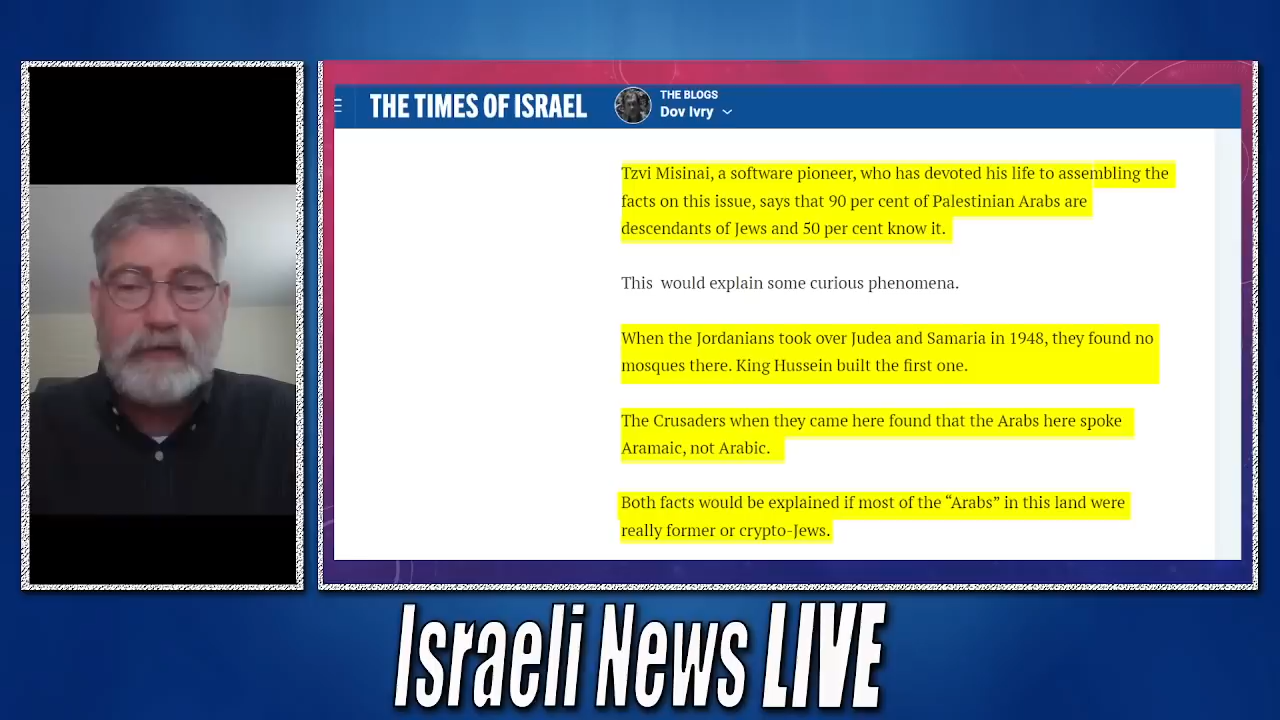 THE TIMES OF ISRAEL
THE BLOGS
Dov Ivry
Tzvi Misinai, a software pioneer, who has devoted his life to assembling the
facts on this issue, says that 90 per cent of Palestinian Arabs are
descendants of Jews and 50 per cent know it.
This would explain some curious phenomena.
When the Jordanians took over Judea and Samaria in 1948, they found no
mosques there. King Hussein built the first one.
The Crusaders when they came here found that the Arabs here spoke
Aramaic, not Arabic.
Both facts would be explained if most of the “Arabs” in this land were
really former or crypto-Jews.
Israeli News LIVE